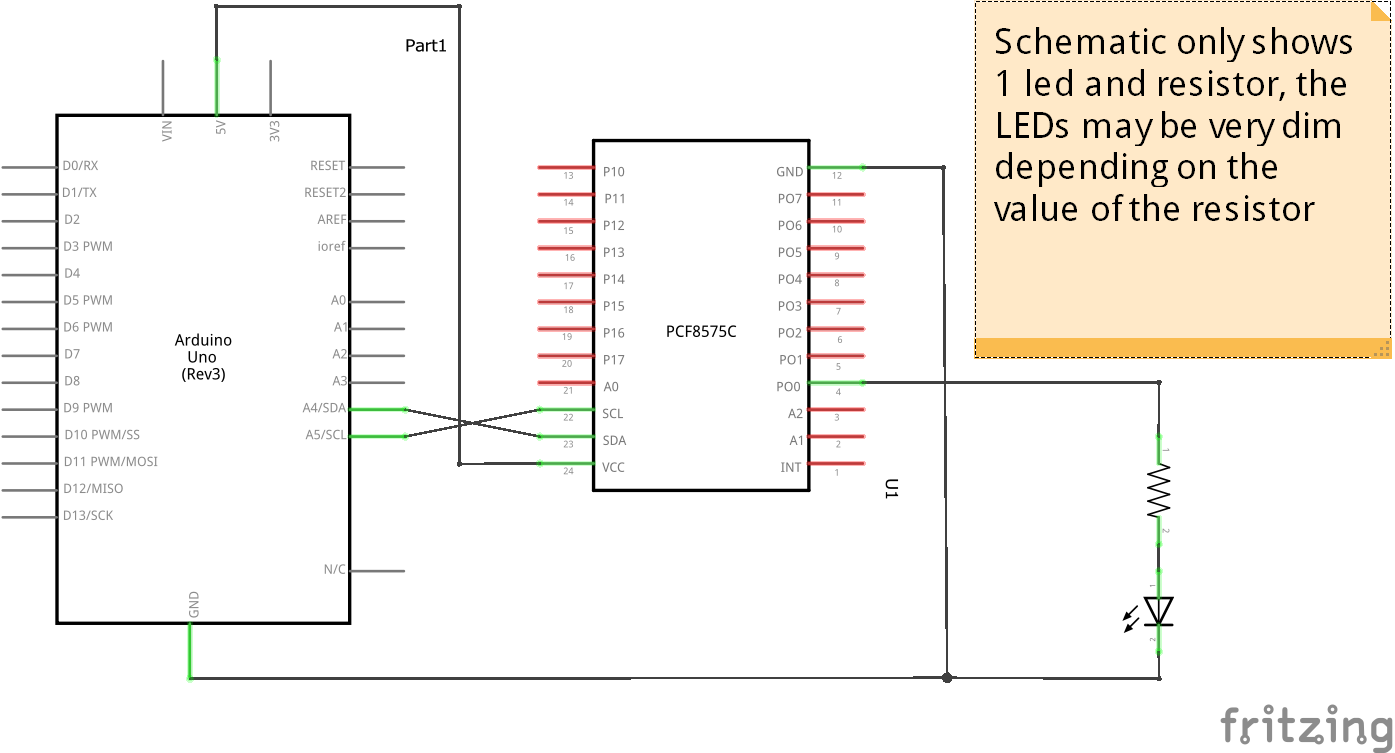 Part1
VIN
5V
3V3
D0/RX
D1/TX
D2
D3 PWM
D4
D5 PWM
D6 PWM
D7
D8
D9 PWM
D10 PWM/SS
D11 PWM/MOSI
D12/MISO
D13/SCK
RESET
RESET2
AREF
ioref
A0
A1
A2
A3
A4/SDA
A5/SCL
N/C
GND
Arduino
Uno
(Rev3)
P10
P11
P12
P13
P14
P15
P16
P17
A0
SCL
SDA
VCC
13
14
15
16
17
18
19
20
21
22
23
24
PCF8575C
GND
PO7
PO6
PO5
PO4
PO3
PO2
PO1
PO0
A2
A1
INT
12
11
10
9
8
7
6
5
4
3
2
1
U1
1
2
1
2
Schematic only shows
1 led and resistor, the
LEDs may be very dim
depending on the
value of the resistor
fritzing